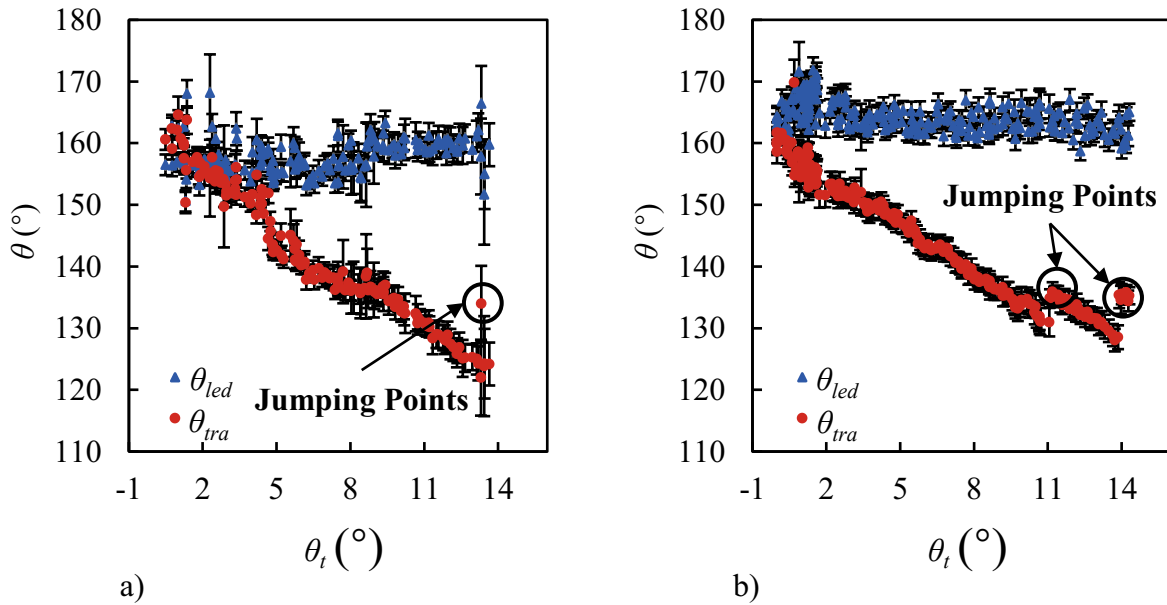 180
170
160
150
140
130
120
110
θ (°)
θled
θtra
Jumping Points
-1 2 5 8 11 14
θt (°)
a)
180
170
160
150
140
130
120
110
θ (°)
Jumping Points
θled
θtra
-1 2 5 8 11 14
θt (°)
b)